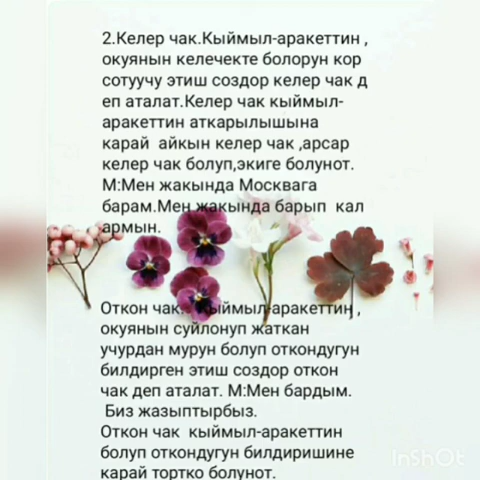 2.Келер чак.Кыймыл-аракеттин ,
окуянын келечекте болорун кор
сотуучу этиш создор келер чак д
еп аталат.Келер чак кыймыл-
аракеттин аткарылышына
карай айкын келер чак ,арсар
келер чак болуп,экиге болунот.
М:Мен жакында Москвага
барам.Мен жакында барып кал
армын.
Откон чак. Кыймыл-аракеттин ,
окуянын суйлонуп жаткан
учурдан мурун болуп откондугун
билдирген этиш создор откон
чак деп аталат. М:Мен бардым.
Биз жазыптырбыз.
Откон чак кыймыл-аракеттин
болуп откондугун билдиришине
карай тортко болунот.
InShOt